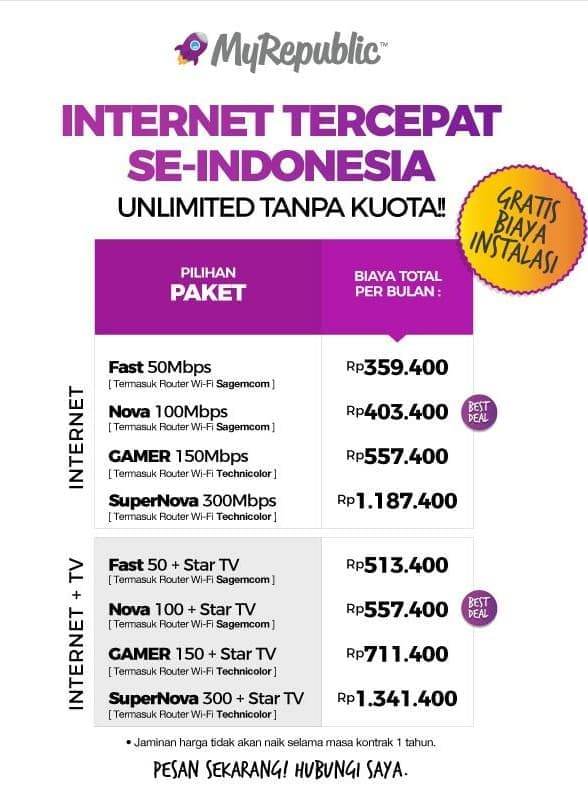 MyRepublic™
INTERNET TERCEPAT
SE-INDONESIA
UNLIMITED TANPA KUOTA!!
GRATIS
BIAYA
INSTALASI
PILIHAN
PAKET
BIAYA TOTAL
PER BULAN :
INTERNET
Fast 50Mbps
Rp359.400
[ Termasuk Router Wi-Fi Sagemcom ]
Nova 100Mbps
Rp403.400
BEST
DEAL
[ Termasuk Router Wi-Fi Sagemcom ]
GAMER 150Mbps
Rp557.400
[ Termasuk Router Wi-Fi Technicolor ]
SuperNova 300Mbps
Rp1.187.400
[ Termasuk Router Wi-Fi Technicolor ]
INTERNET + TV
Fast 50 + Star TV
Rp513.400
[ Termasuk Router Wi-Fi Sagemcom ]
Nova 100 + Star TV
Rp557.400
BEST
DEAL
[ Termasuk Router Wi-Fi Sagemcom ]
GAMER 150 + Star TV
Rp711.400
[ Termasuk Router Wi-Fi Technicolor ]
SuperNova 300 + Star TV
Rp1.341.400
[ Termasuk Router Wi-Fi Technicolor ]
• Jaminan harga tidak akan naik selama masa kontrak 1 tahun.
PESAN SEKARANG! HUBUNGI SAYA.